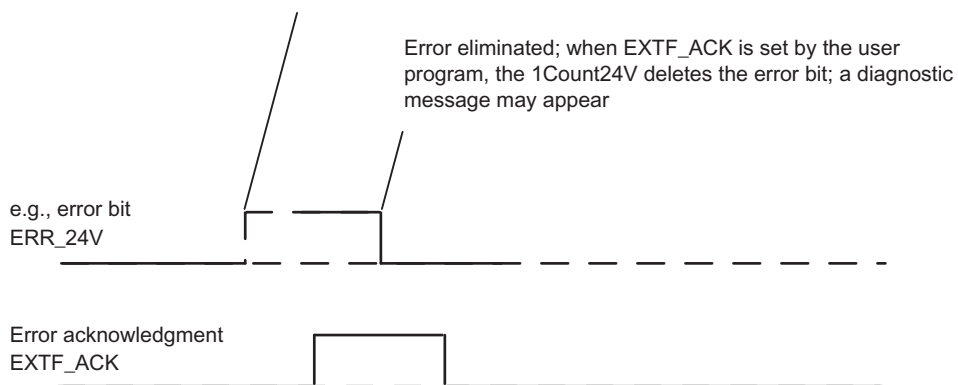 Error eliminated; when EXTF_ACK is set by the user
program, the 1Count24V deletes the error bit; a diagnostic
message may appear
e.g., error bit
ERR_24V
Error acknowledgment
EXTF_ACK